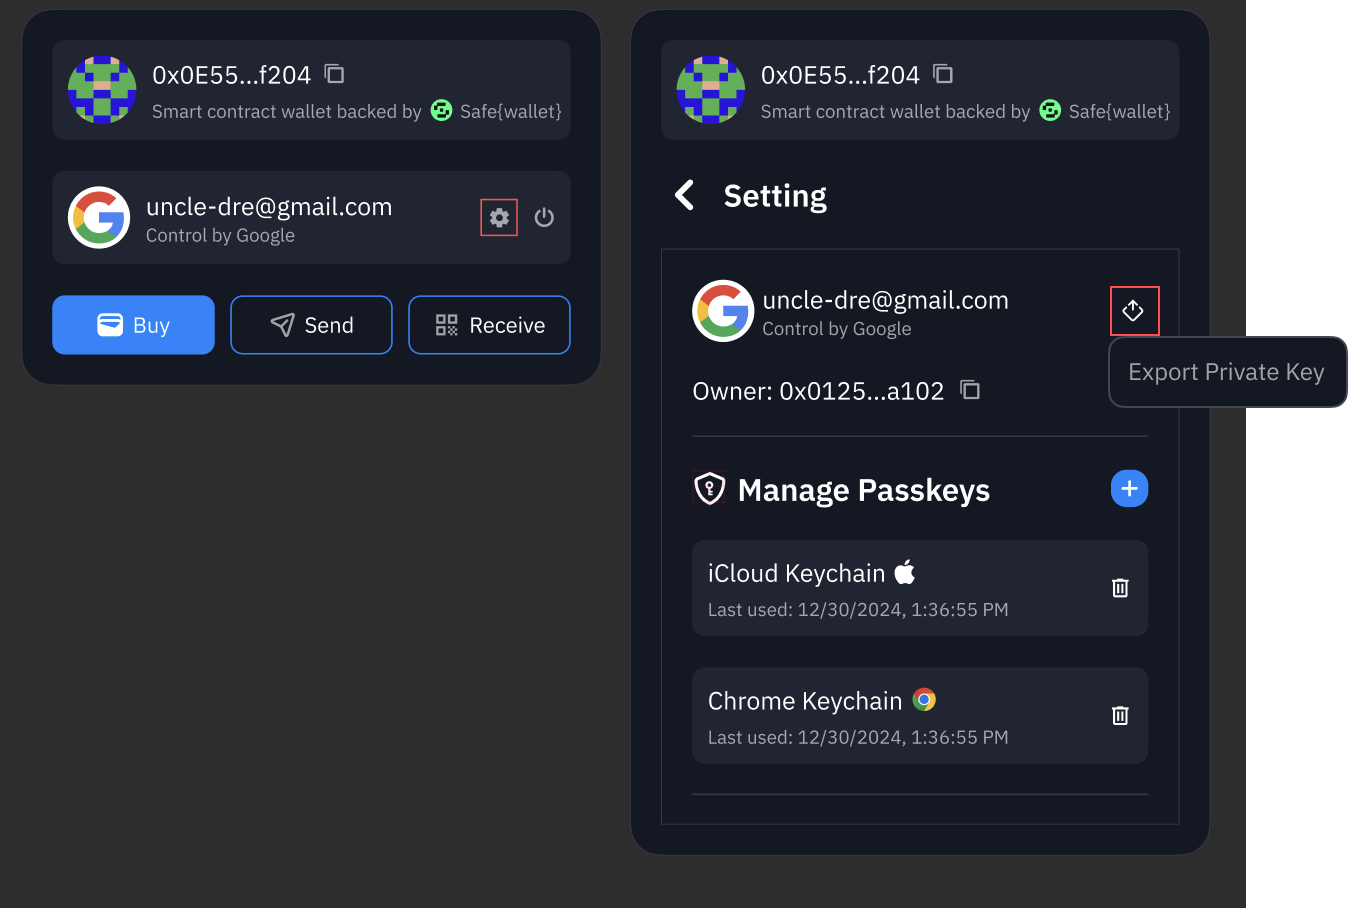 0x0E55...f204
Smart contract wallet backed by Safe{wallet}
uncle-dre@gmail.com
Control by Google
Buy
Send
Receive
0x0E55...f204
Smart contract wallet backed by Safe{wallet}
Setting
uncle-dre@gmail.com
Control by Google
Export Private Key
Owner: 0x0125...a102
Manage Passkeys
iCloud Keychain
Last used: 12/30/2024, 1:36:55 PM
Chrome Keychain
Last used: 12/30/2024, 1:36:55 PM